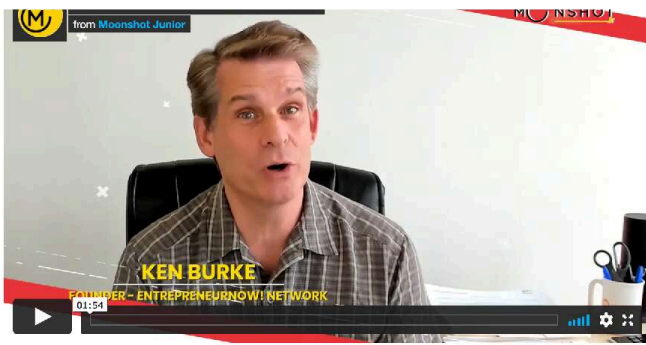 M
from Moonshot Junior
MOONSHOT
KEN BURKE
FOUNDER - ENTREPRENEURNOW! NETWORK
01:54